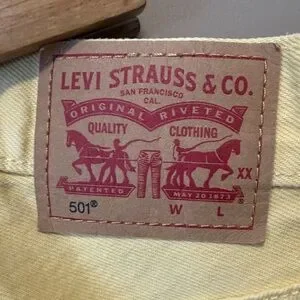 LEVI STRAUSS & CO.
SAN FRANCISCO
CAL.
ORIGINAL RIVETED
QUALITY CLOTHING
XX
PATENTED MAY 20 1873
501® W L